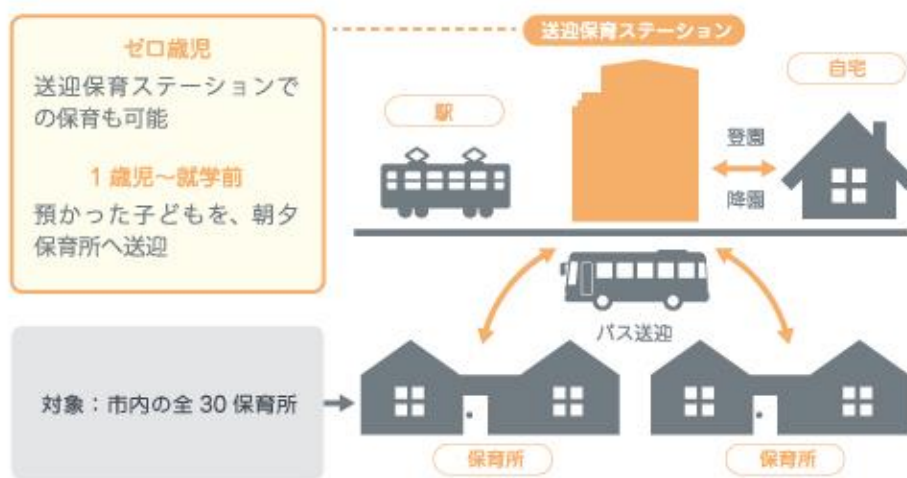 ゼロ歳児
送迎保育ステーションで
の保育も可能
1歳児～就学前
預かった子どもを、朝夕
保育所へ送迎
送迎保育ステーション
駅
自宅
登園
降園
バス送迎
対象：市内の全30保育所
保育所
保育所